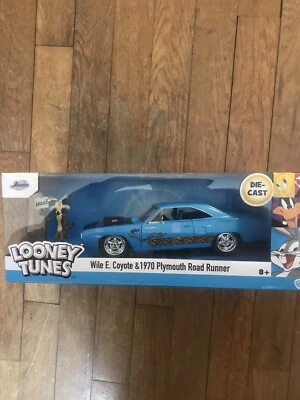 Jada
DIE-
CAST
LOONEY
TUNES
Wile E. Coyote & 1970 Plymouth Road Runner
8+